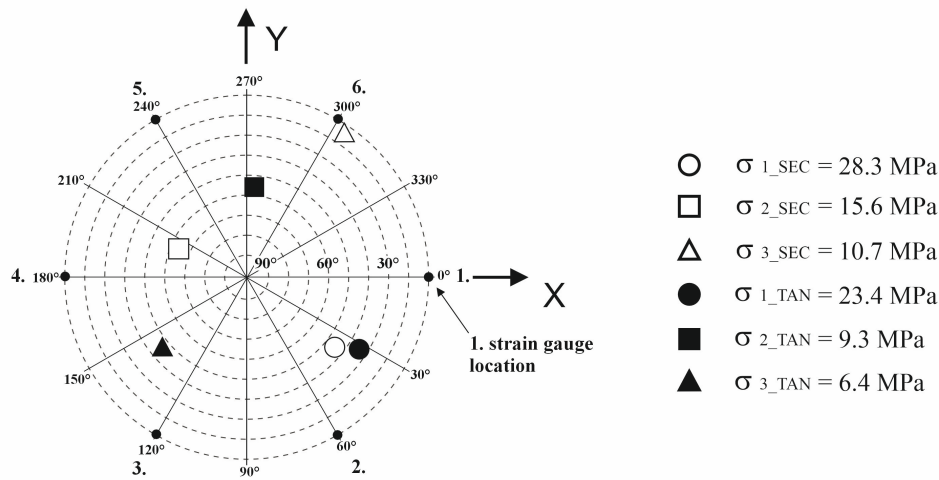 Y
5.
6.
270°
240°
300°
210°
330°
σ 1_SEC = 28.3 MPa
σ 2_SEC = 15.6 MPa
σ 3_SEC = 10.7 MPa
σ 1_TAN = 23.4 MPa
σ 2_TAN = 9.3 MPa
σ 3_TAN = 6.4 MPa
4. 180°
90° 60° 30° 0° 1.
X
1. strain gauge
location
150°
30°
120°
60°
3.
90°
2.